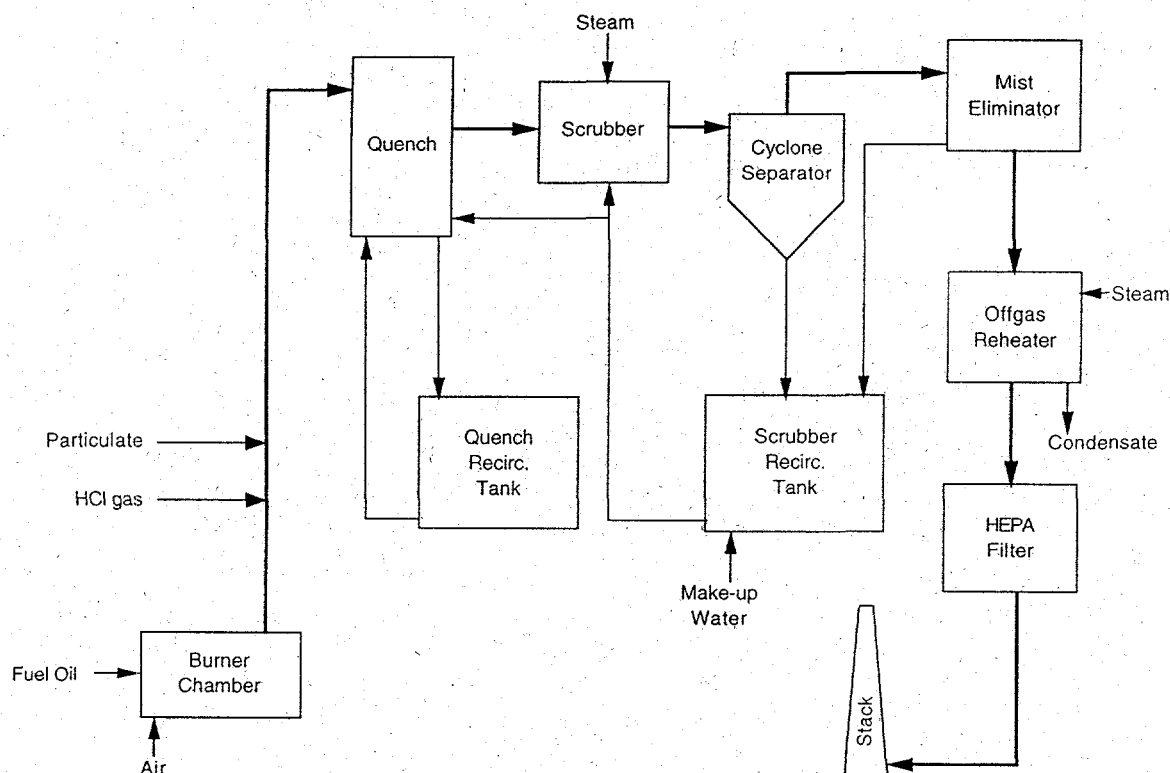 Steam
Quench
Scrubber
Cyclone
Separator
Mist
Eliminator
Offgas
Reheater
Steam
Condensate
Particulate
HCl gas
Quench
Recirc.
Tank
Scrubber
Recirc.
Tank
HEPA
Filter
Make-up
Water
Burner
Chamber
Fuel Oil
Air
Stack